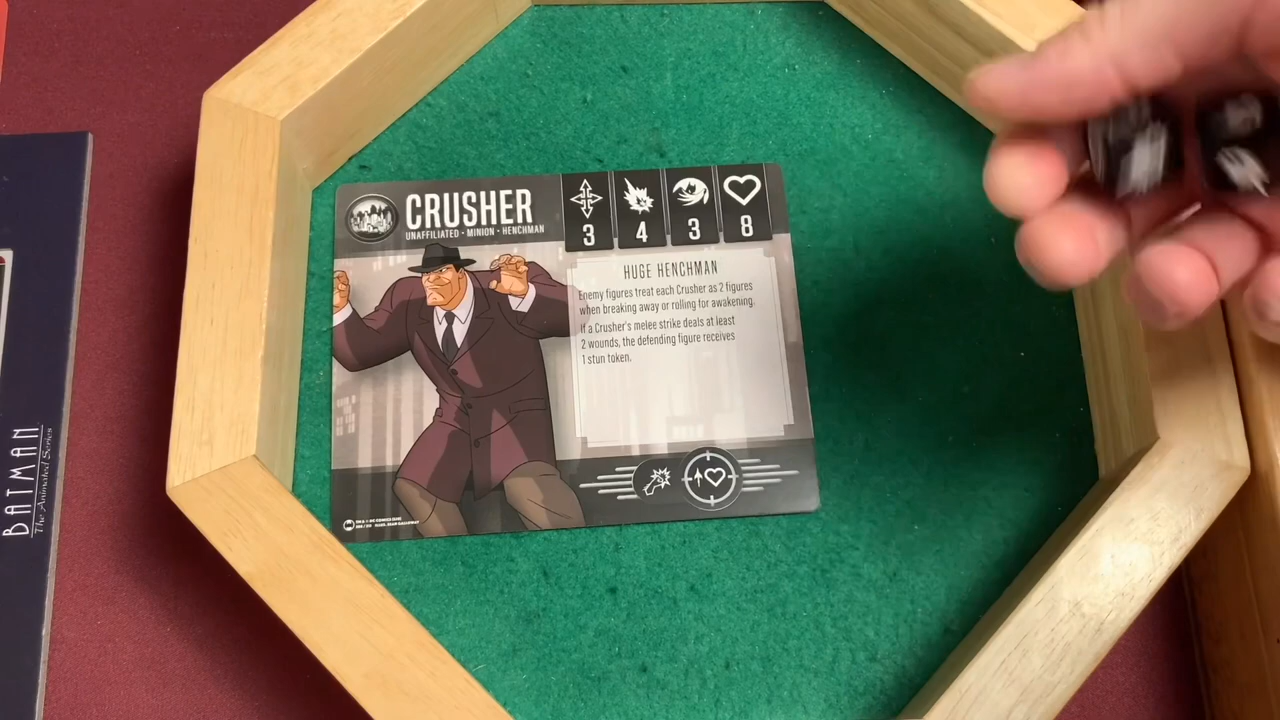 CRUSHER
UNAFFILIATED • MINION • HENCHMAN
3 4 3 8
HUGE HENCHMAN
Enemy figures treat each Crusher as 2 figures
when breaking away or rolling for awakening.
If a Crusher's melee strike deals at least
2 wounds, the defending figure receives
1 stun token.
BATMAN
The Animated Series